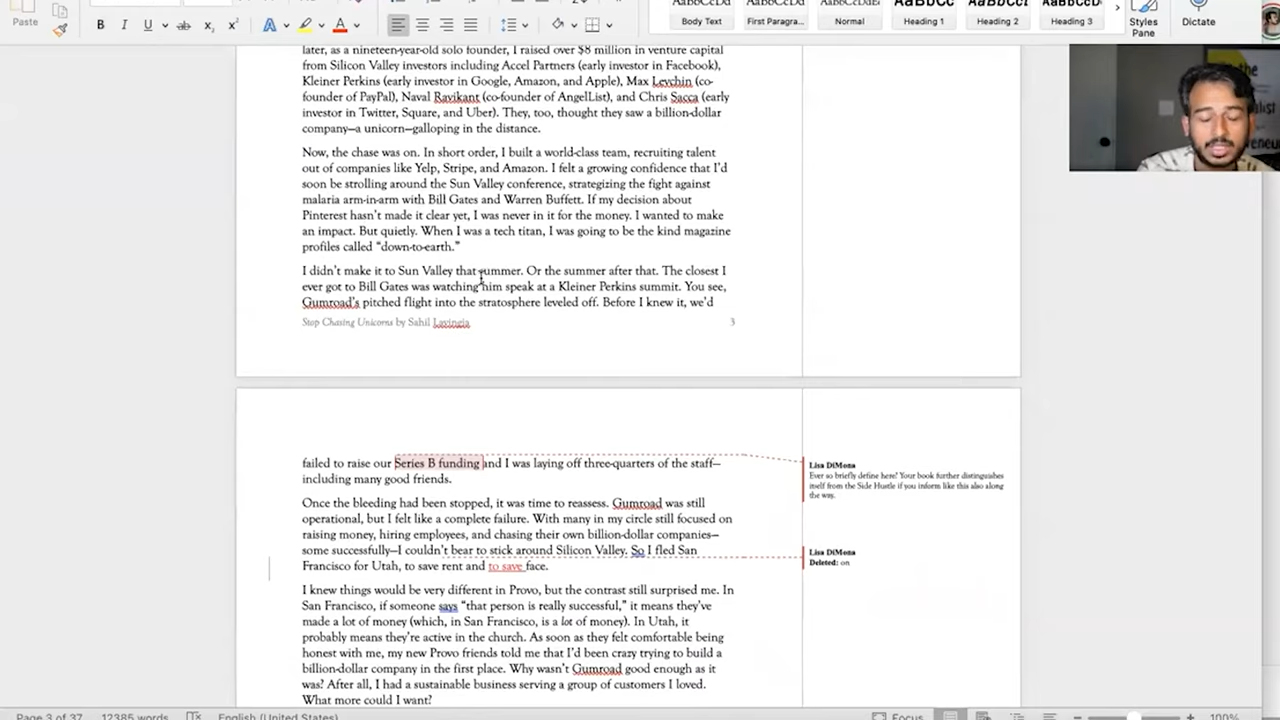 Paste
B I U ab x₂ x² A A
AaBbCcDd AaBbCcDd AaBbCcDdE AaBbCc AaBbCcDd AaBbCcDd
Body Text First Paragra... Normal Heading 1 Heading 2 Heading 3
Styles
Pane
Dictate
later, as a nineteen-year-old solo founder, I raised over $8 million in venture capital
from Silicon Valley investors including Accel Partners (early investor in Facebook),
Kleiner Perkins (early investor in Google, Amazon, and Apple), Max Levchin (co-
founder of PayPal), Naval Ravikant (co-founder of AngelList), and Chris Sacca (early
investor in Twitter, Square, and Uber). They, too, thought they saw a billion-dollar
company—a unicorn—galloping in the distance.
Now, the chase was on. In short order, I built a world-class team, recruiting talent
out of companies like Yelp, Stripe, and Amazon. I felt a growing confidence that I'd
soon be strolling around the Sun Valley conference, strategizing the fight against
malaria arm-in-arm with Bill Gates and Warren Buffett. If my decision about
Pinterest hasn't made it clear yet, I was never in it for the money. I wanted to make
an impact. But quietly. When I was a tech titan, I was going to be the kind magazine
profiles called "down-to-earth."
I didn't make it to Sun Valley that summer. Or the summer after that. The closest I
ever got to Bill Gates was watching him speak at a Kleiner Perkins summit. You see,
Gumroad's pitched flight into the stratosphere leveled off. Before I knew it, we'd
Stop Chasing Unicorns by Sahil Lavingia 3
failed to raise our Series B funding and I was laying off three-quarters of the staff—
including many good friends.
Lisa DiMona
Ever so briefly define here? Your book further distinguishes
itself from the Side Hustle if you inform like this also along
the way.
Once the bleeding had been stopped, it was time to reassess. Gumroad was still
operational, but I felt like a complete failure. With many in my circle still focused on
raising money, hiring employees, and chasing their own billion-dollar companies—
some successfully—I couldn't bear to stick around Silicon Valley. So I fled San
Francisco for Utah, to save rent and to save face.
Lisa DiMona
Deleted: on
I knew things would be very different in Provo, but the contrast still surprised me. In
San Francisco, if someone says "that person is really successful," it means they've
made a lot of money (which, in San Francisco, is a lot of money). In Utah, it
probably means they're active in the church. As soon as they felt comfortable being
honest with me, my new Provo friends told me that I'd been crazy trying to build a
billion-dollar company in the first place. Why wasn't Gumroad good enough as it
was? After all, I had a sustainable business serving a group of customers I loved.
What more could I want?
Page 3 of 37 12385 words English (United States) Focus 100%